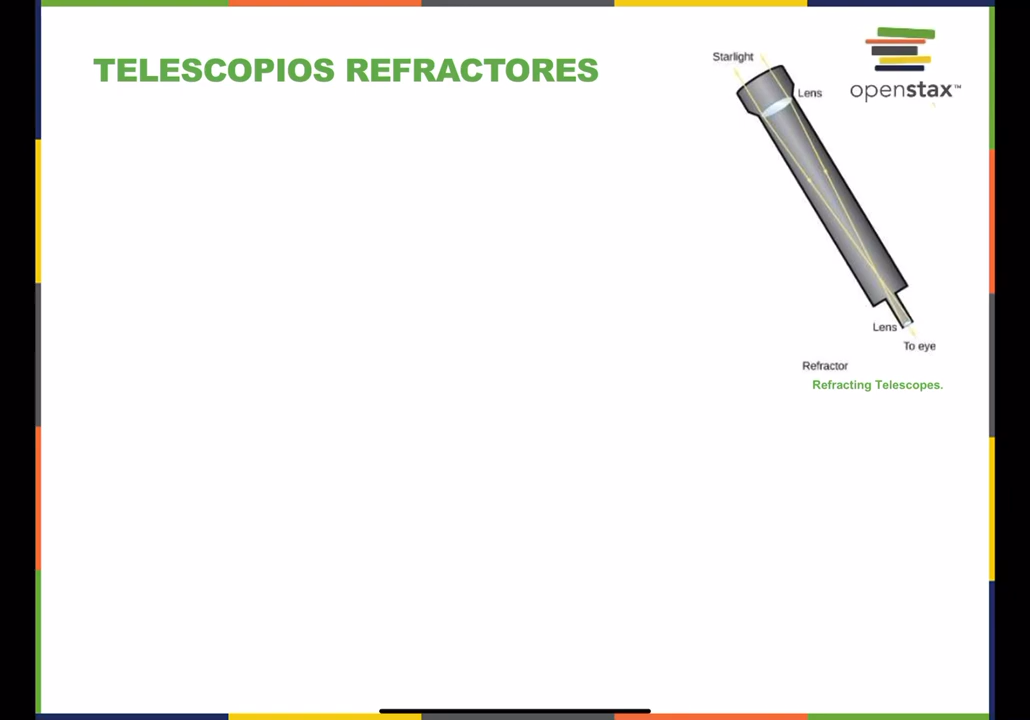 TELESCOPIOS REFRACTORES
Starlight
Lens
openstax™
Lens
To eye
Refractor
Refracting Telescopes.